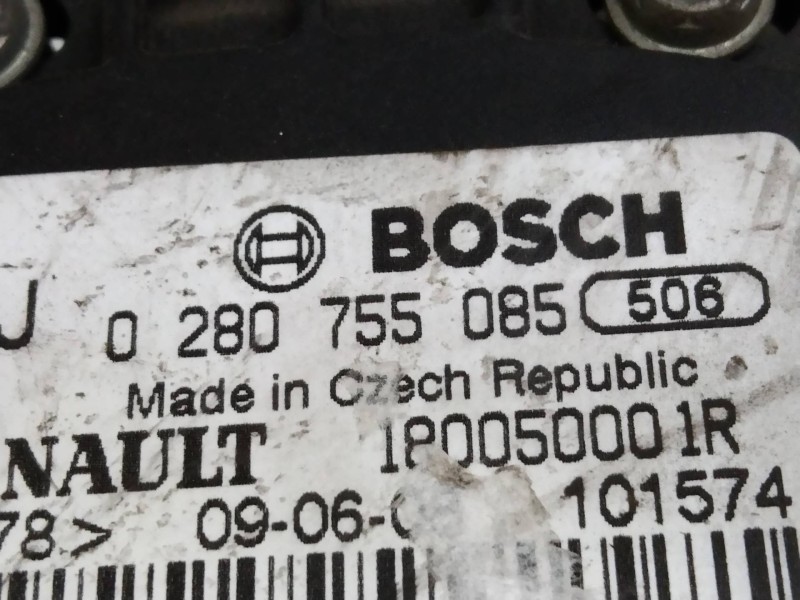 BOSCH
J 0 280 755 085 506
Made in Czech Republic
NAULT 180050001R
78> 09-06- 101574